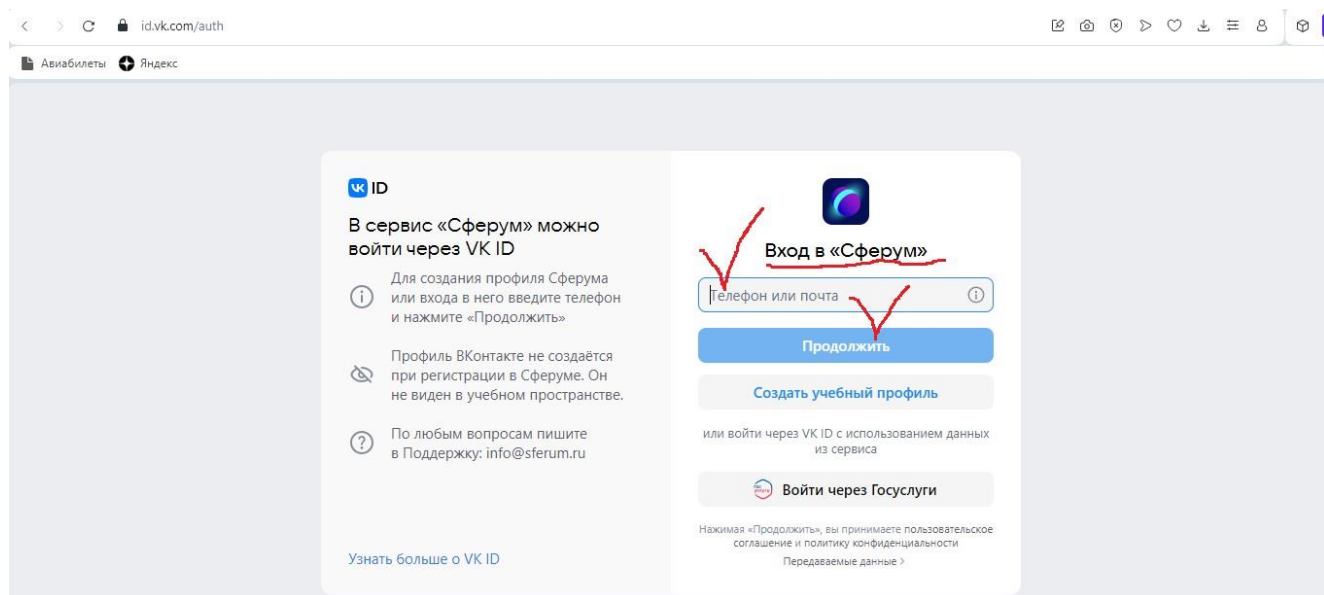 id.vk.com/auth
Авиабилеты Яндекс
VK ID
В сервис «Сферум» можно
войти через VK ID
Для создания профиля Сферума
или входа в него введите телефон
и нажмите «Продолжить»
Профиль ВКонтакте не создаётся
при регистрации в Сферуме. Он
не виден в учебном пространстве.
По любым вопросам пишите
в Поддержку: info@sferum.ru
Узнать больше о VK ID
Вход в «Сферум»
Телефон или почта
Продолжить
Создать учебный профиль
или войти через VK ID с использованием данных
из сервиса
Войти через Госуслуги
Нажимая «Продолжить», вы принимаете пользовательское
соглашение и политику конфиденциальности
Передаваемые данные >